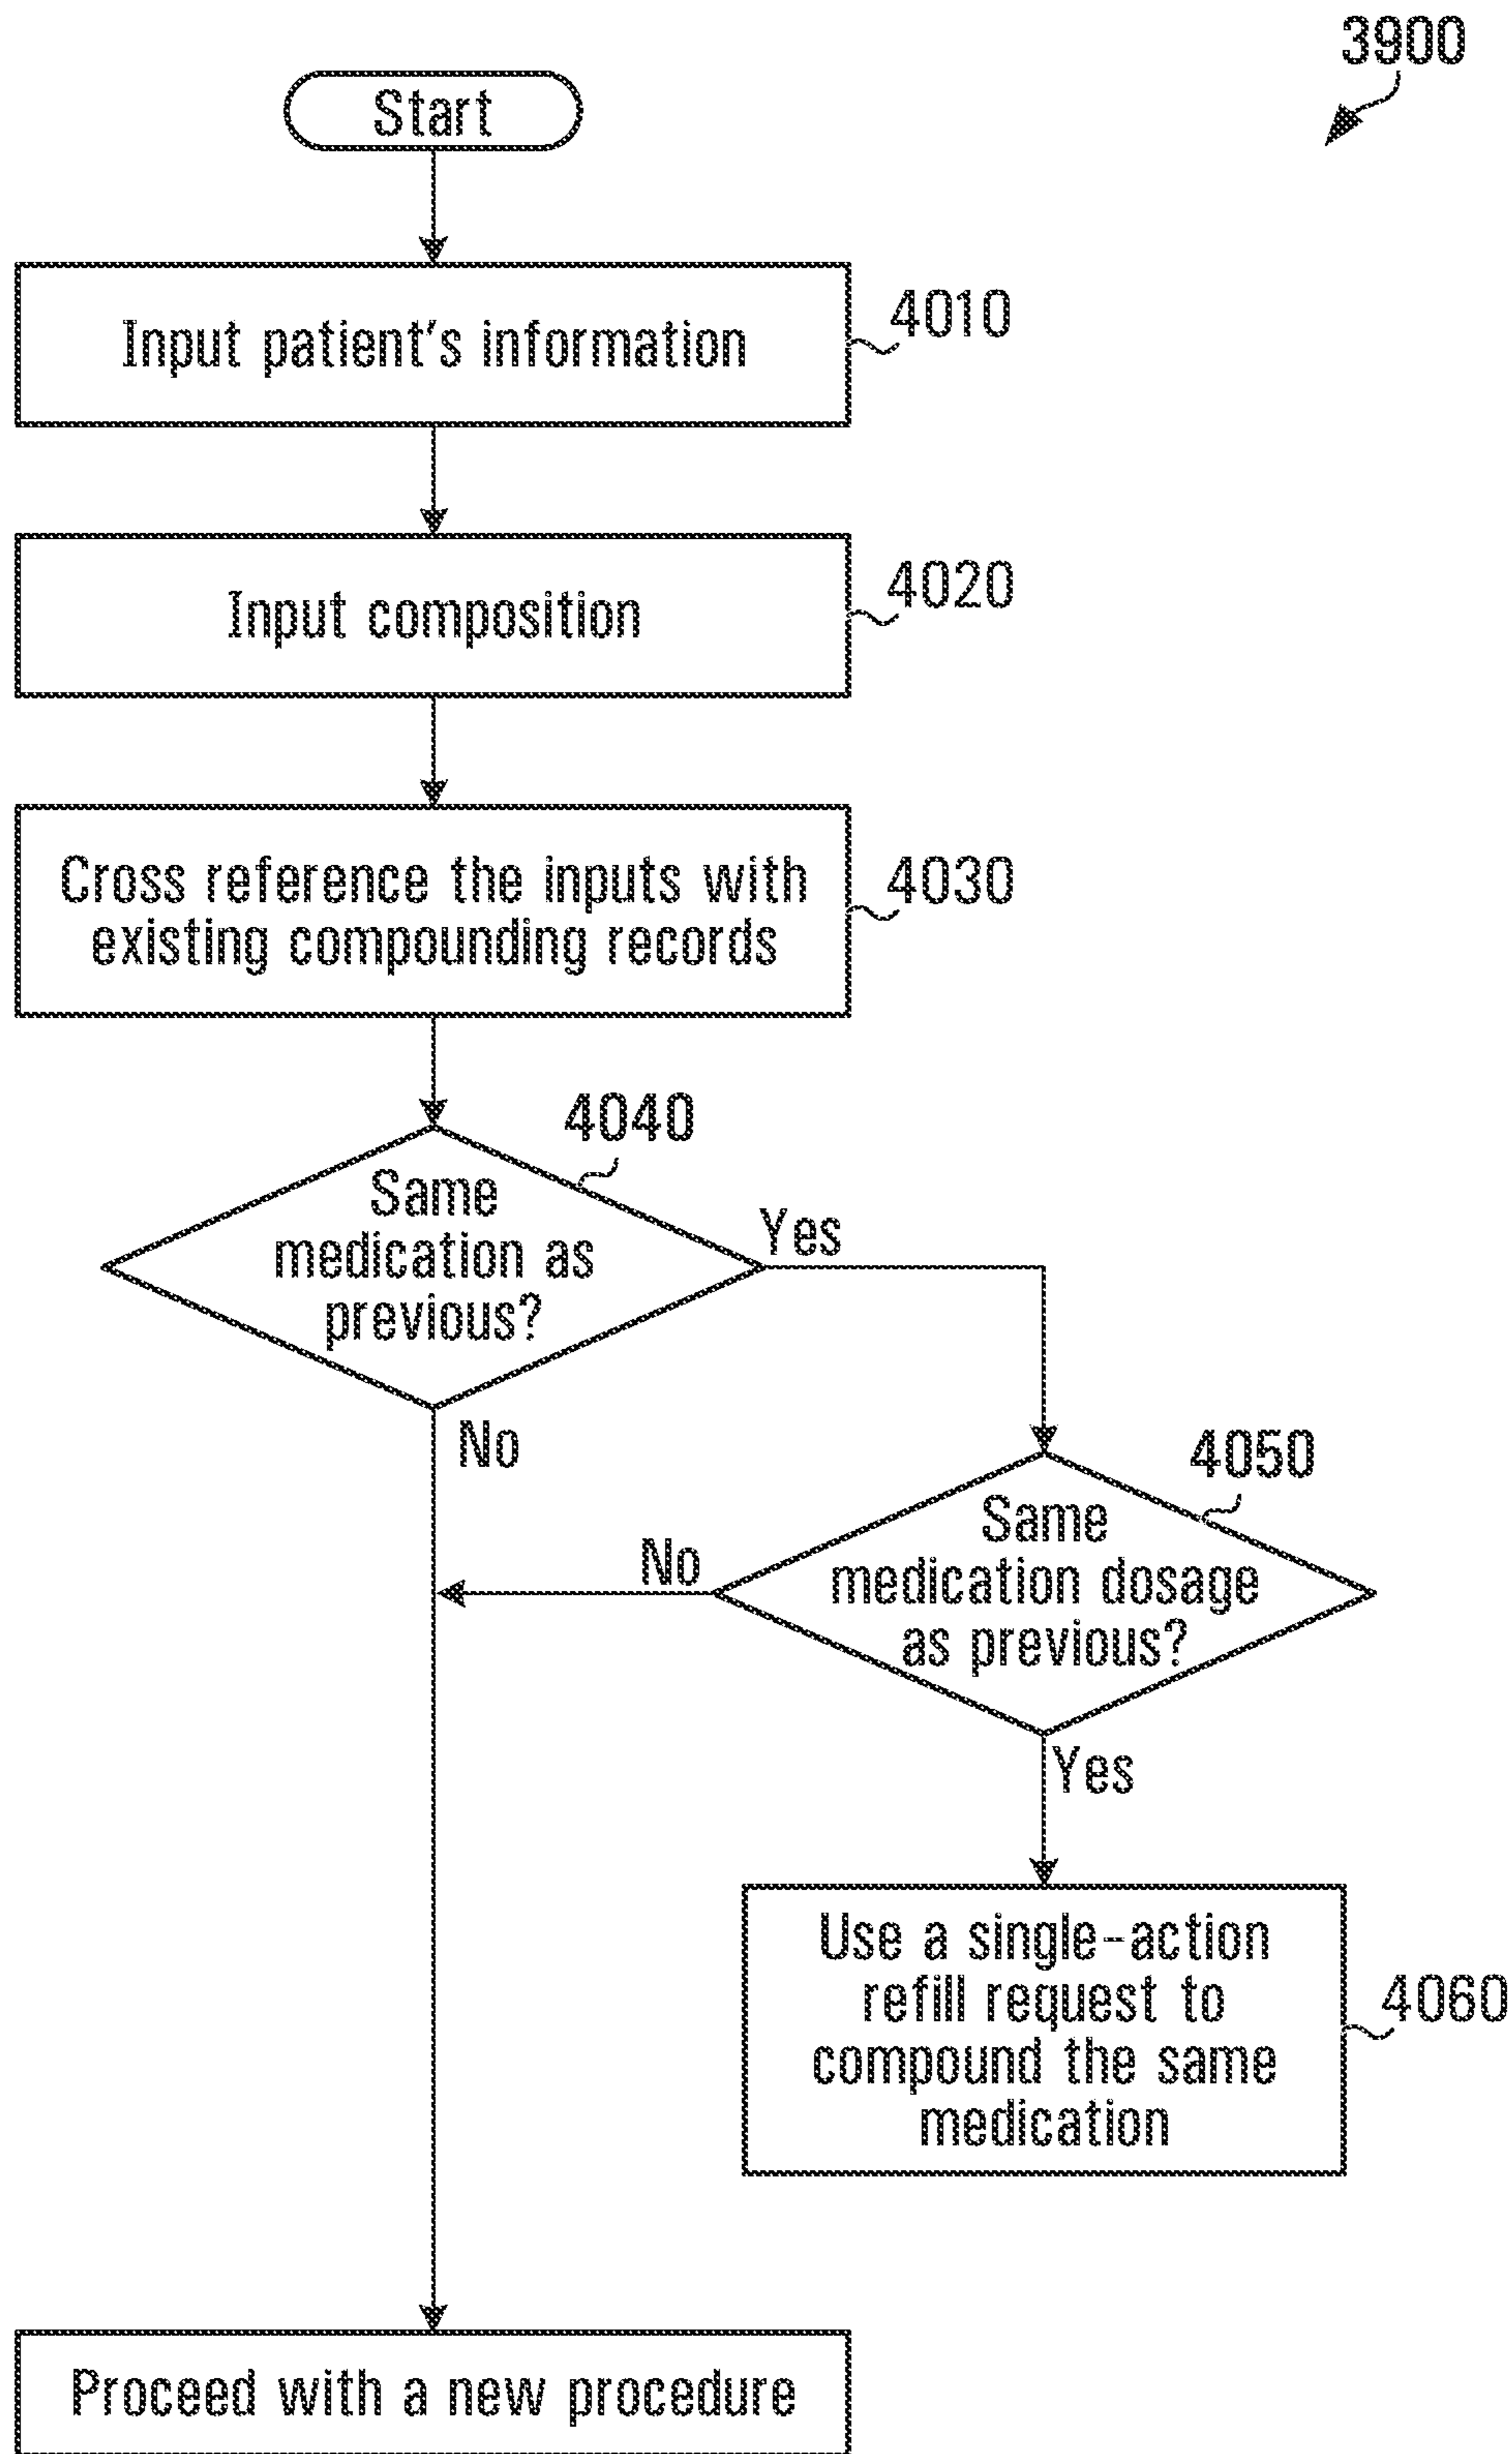 3900
Start
Input patient's information
4010
Input composition
4020
Cross reference the inputs with
existing compounding records
4030
4040
Same
medication as
previous?
Yes
No
4050
Same
medication dosage
as previous?
No
Yes
Use a single-action
refill request to
compound the same
medication
4060
Proceed with a new procedure